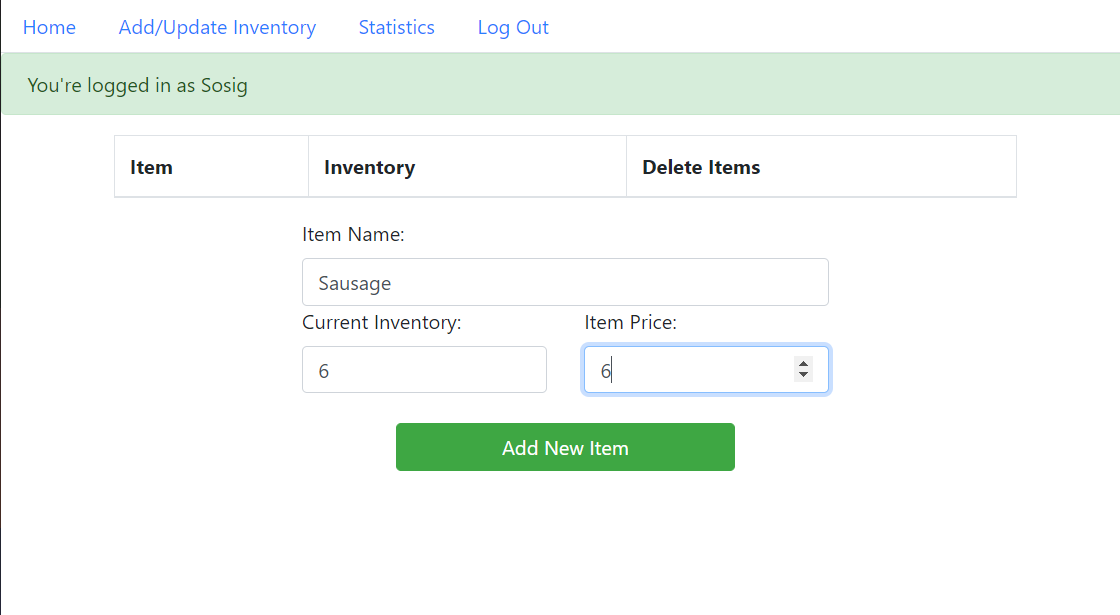 Home Add/Update Inventory Statistics Log Out
You're logged in as Sosig
Item Inventory Delete Items
Item Name:
Sausage
Current Inventory: Item Price:
6 6
Add New Item